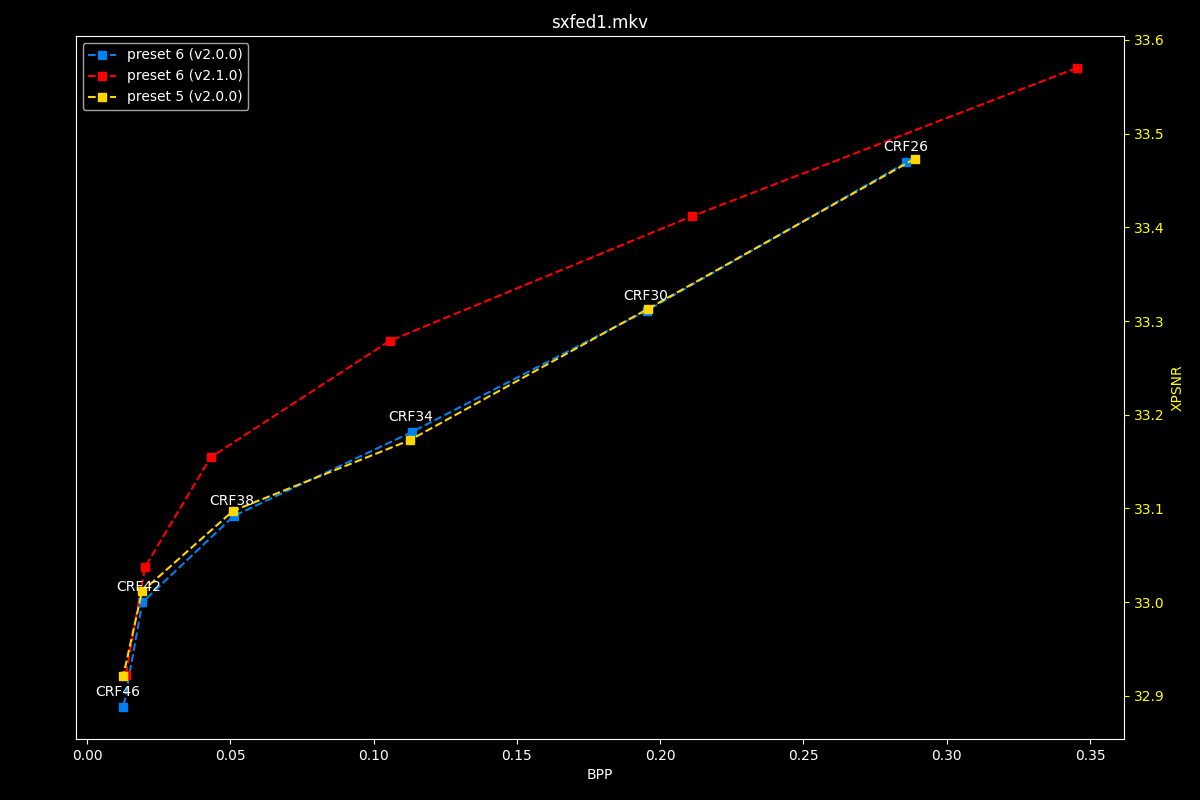 sxfed1.mkv
preset 6 (v2.0.0)
preset 6 (v2.1.0)
preset 5 (v2.0.0)
33.6
33.5
33.4
33.3
33.2
33.1
33.0
32.9
XPSNR
CRF26
CRF30
CRF34
CRF38
CRF42
CRF46
0.00 0.05 0.10 0.15 0.20 0.25 0.30 0.35
BPP